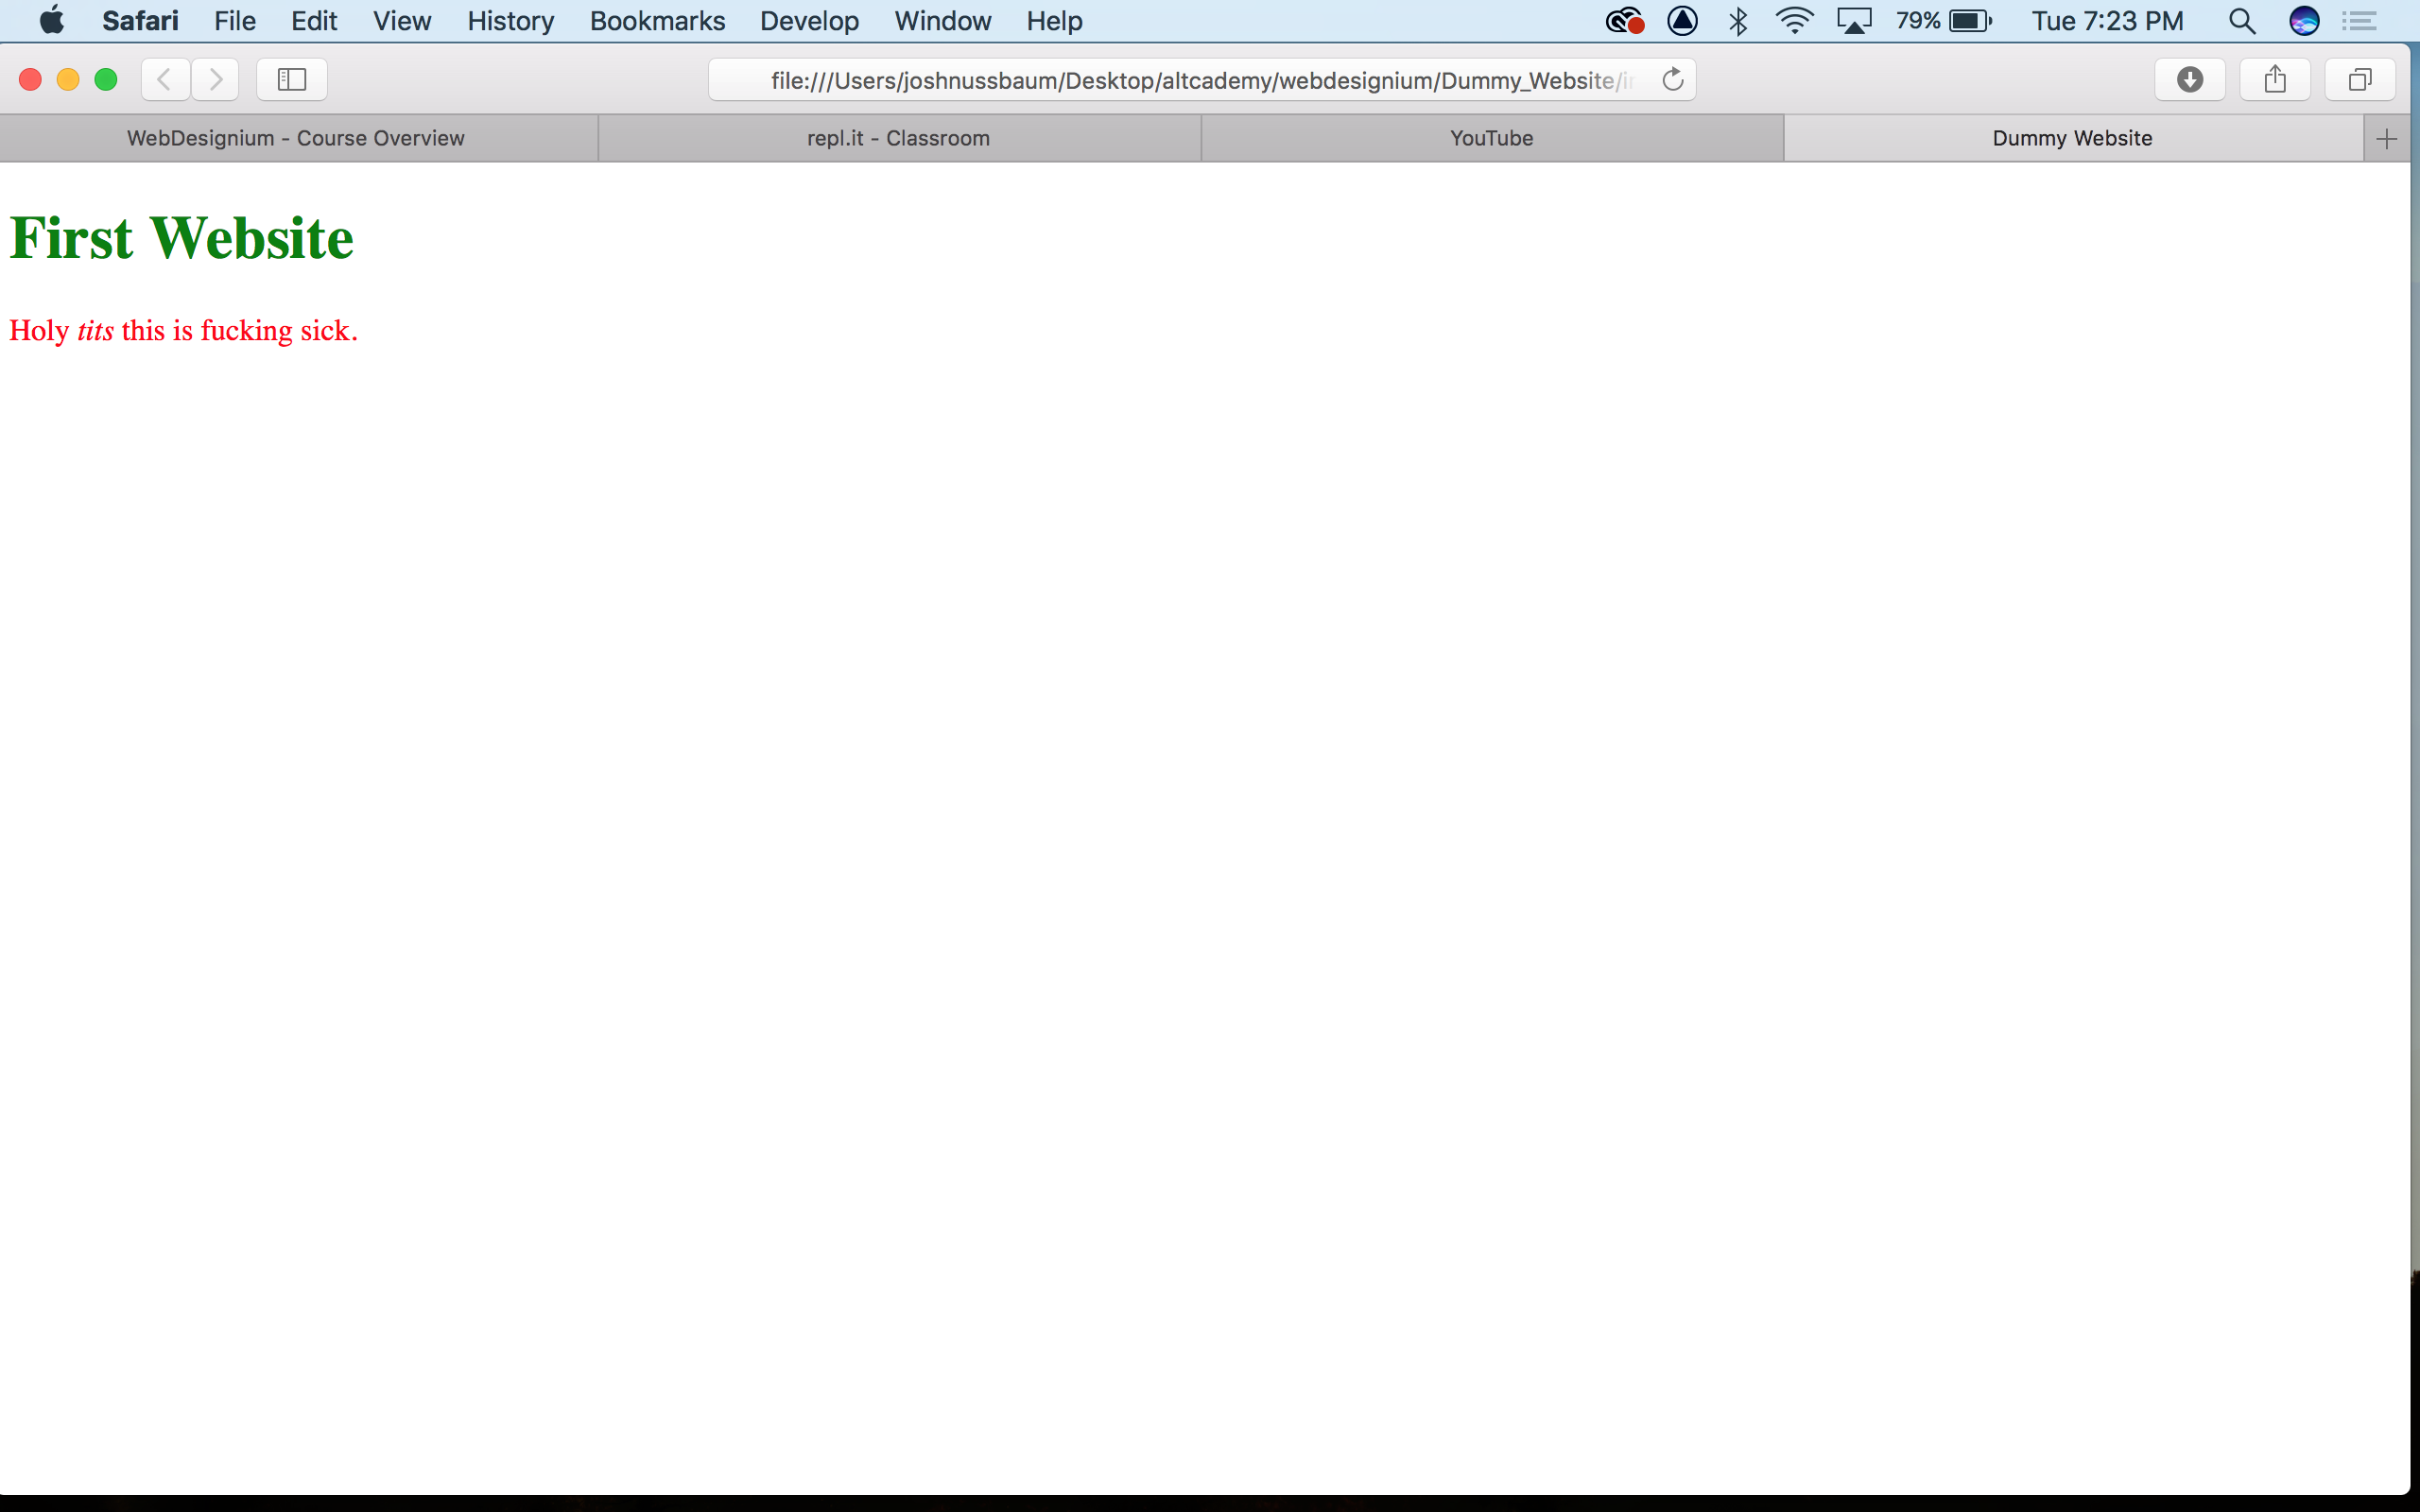 Safari File Edit View History Bookmarks Develop Window Help 79% Tue 7:23 PM
file:///Users/joshnussbaum/Desktop/altcademy/webdesignium/Dummy_Website/
WebDesignium - Course Overview repl.it - Classroom YouTube Dummy Website
First Website
Holy tits this is fucking sick.